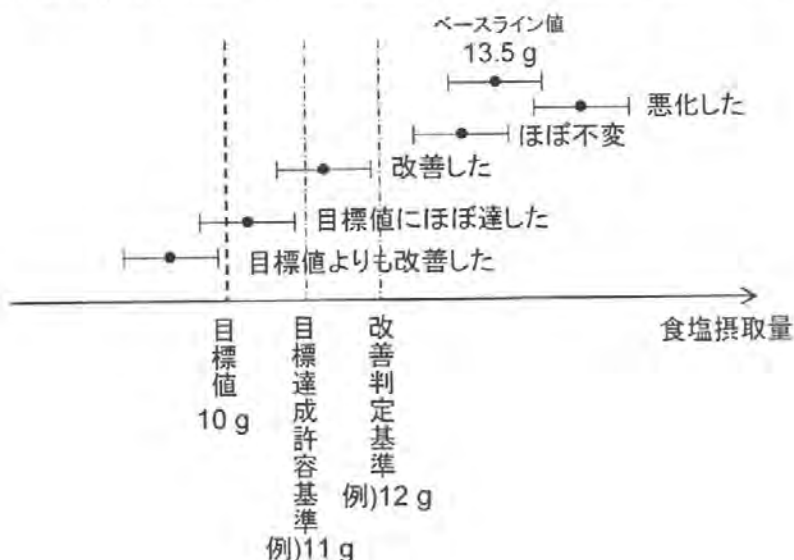 ベースライン値
13.5 g
悪化した
ほぼ不変
改善した
目標値にほぼ達した
目標値よりも改善した
食塩摂取量
目標値
10 g
目標達成許容基準
例)11 g
改善判定基準
例)12 g